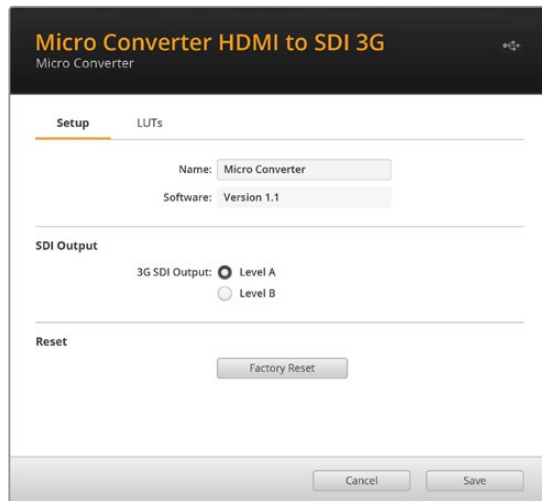 Micro Converter HDMI to SDI 3G
Micro Converter
Setup LUTs
Name: Micro Converter
Software: Version 1.1
SDI Output
3G SDI Output: Level A
Level B
Reset
Factory Reset
Cancel Save